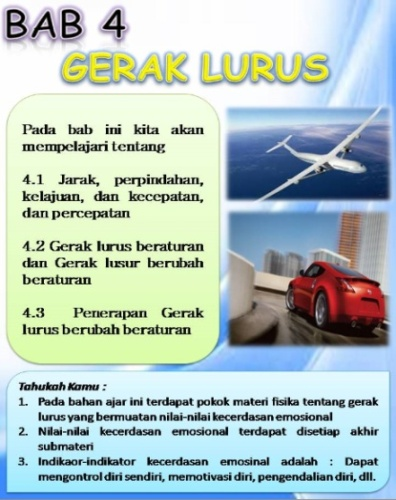 BAB 4
GERAK LURUS
Pada bab ini kita akan
mempelajari tentang
4.1 Jarak, perpindahan,
kelajuan, dan kecepatan,
dan percepatan
4.2 Gerak lurus beraturan
dan Gerak lusur berubah
beraturan
4.3 Penerapan Gerak
lurus berubah beraturan
Tahukah Kamu :
1. Pada bahan ajar ini terdapat pokok materi fisika tentang gerak
lurus yang bermuatan nilai-nilai kecerdasan emosional
2. Nilai-nilai kecerdasan emosional terdapat disetiap akhir
submateri
3. Indikaor-indikator kecerdasan emosinal adalah : Dapat
mengontrol diri sendiri, memotivasi diri, pengendalian diri, dll.